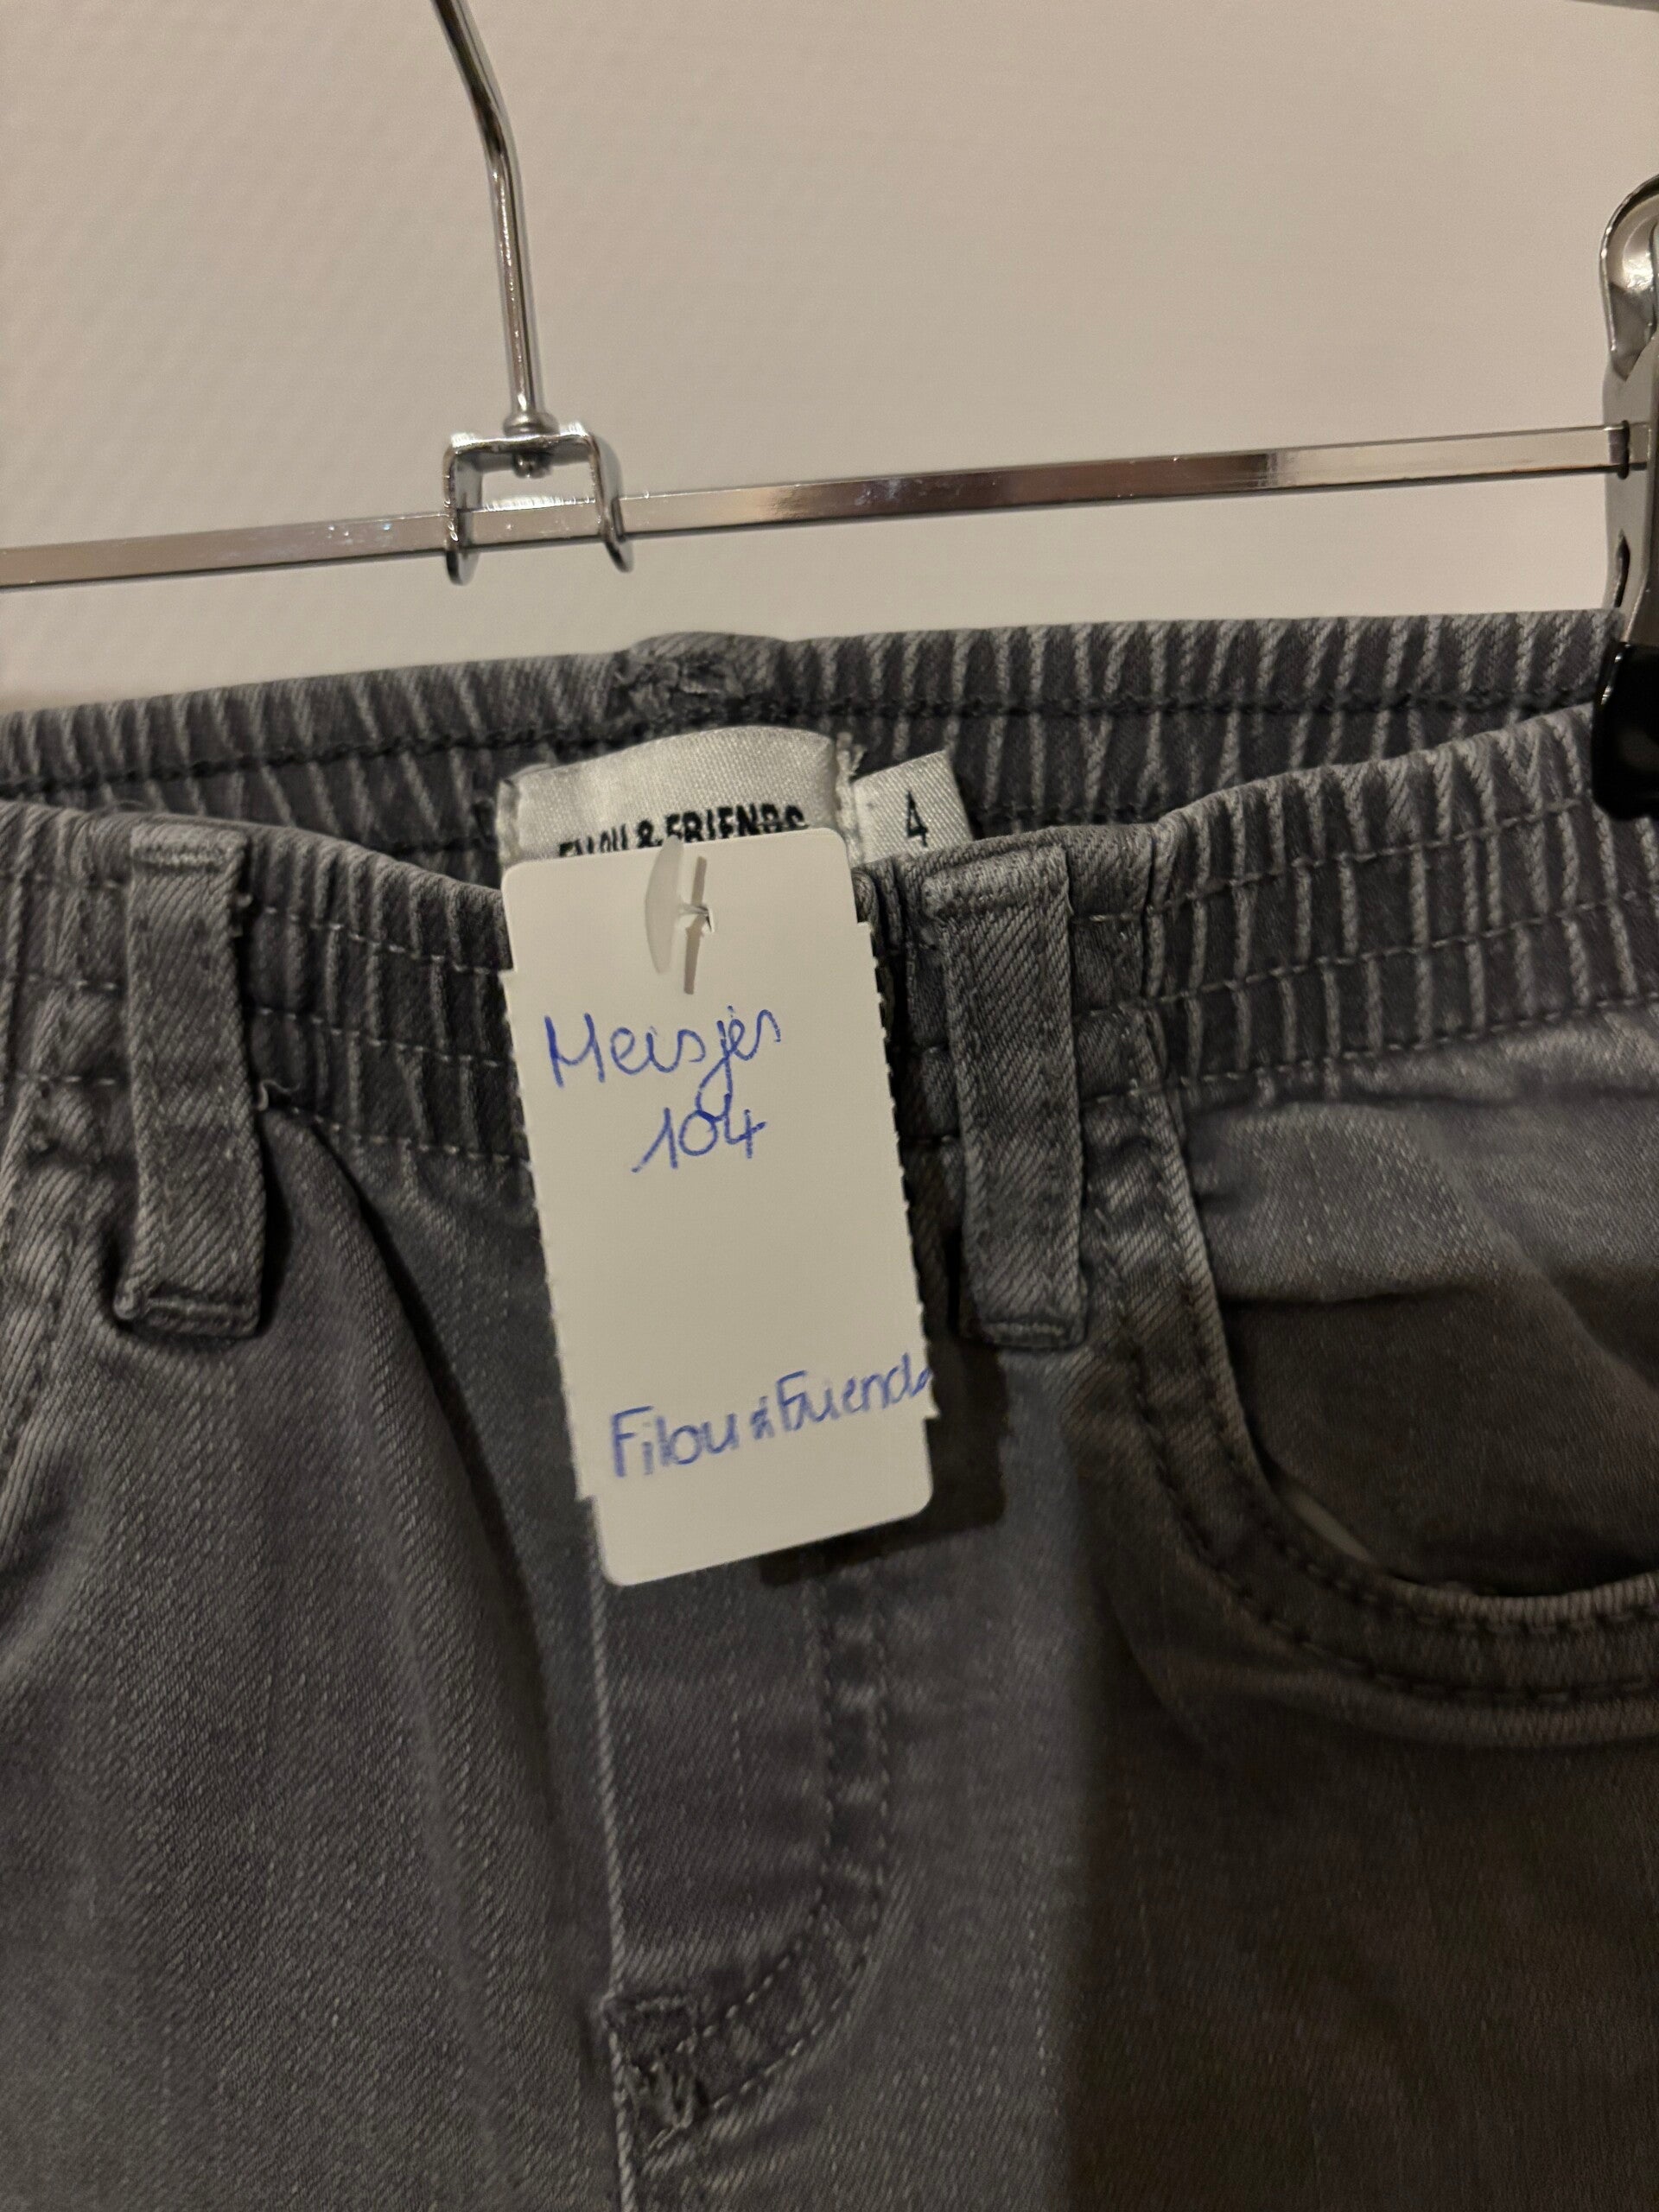 FILOU & FRIENDS
4
Meisjes
104
Filou & Friends